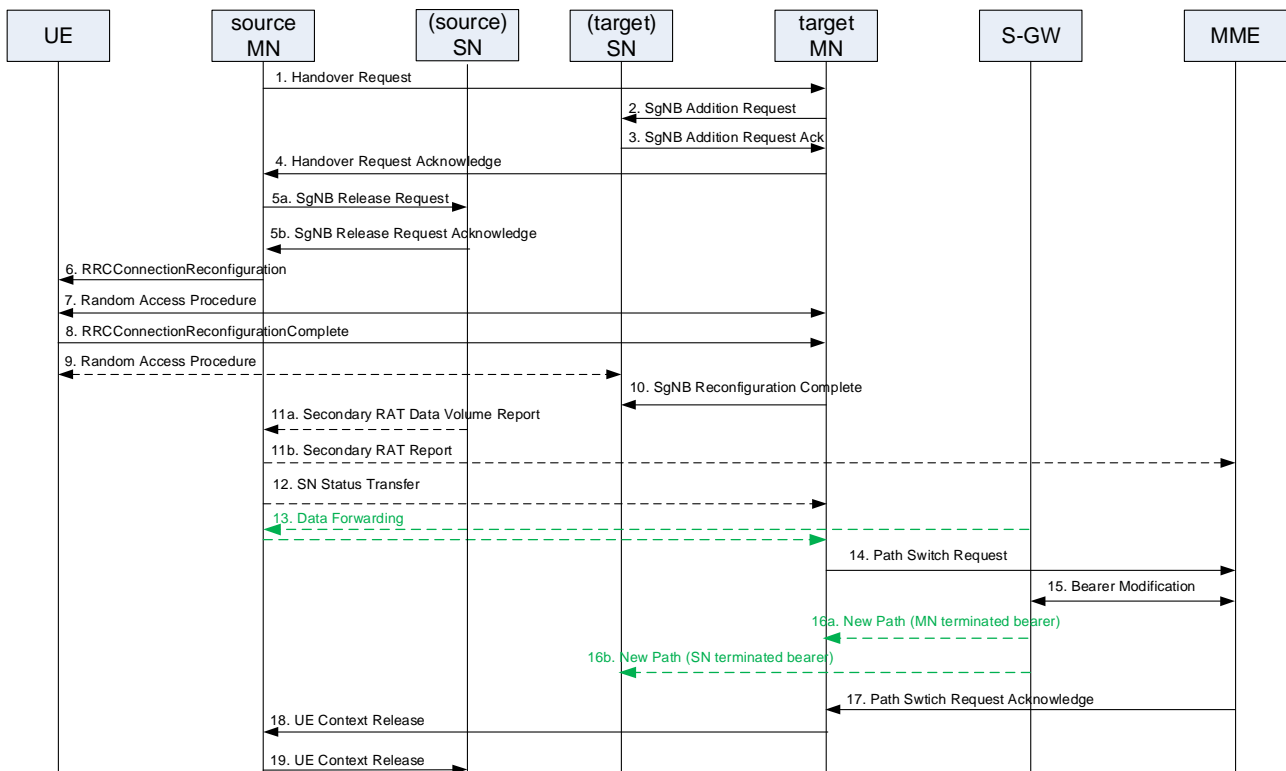 UE
source
MN
(source)
SN
(target)
SN
target
MN
S-GW
MME
1. Handover Request
2. SgNB Addition Request
3. SgNB Addition Request Ack
4. Handover Request Acknowledge
5a. SgNB Release Request
5b. SgNB Release Request Acknowledge
6. RRCConnectionReconfiguration
7. Random Access Procedure
8. RRCConnectionReconfigurationComplete
9. Random Access Procedure
10. SgNB Reconfiguration Complete
11a. Secondary RAT Data Volume Report
11b. Secondary RAT Report
12. SN Status Transfer
13. Data Forwarding
14. Path Switch Request
15. Bearer Modification
16a. New Path (MN terminated bearer)
16b. New Path (SN terminated bearer)
17. Path Swtich Request Acknowledge
18. UE Context Release
19. UE Context Release